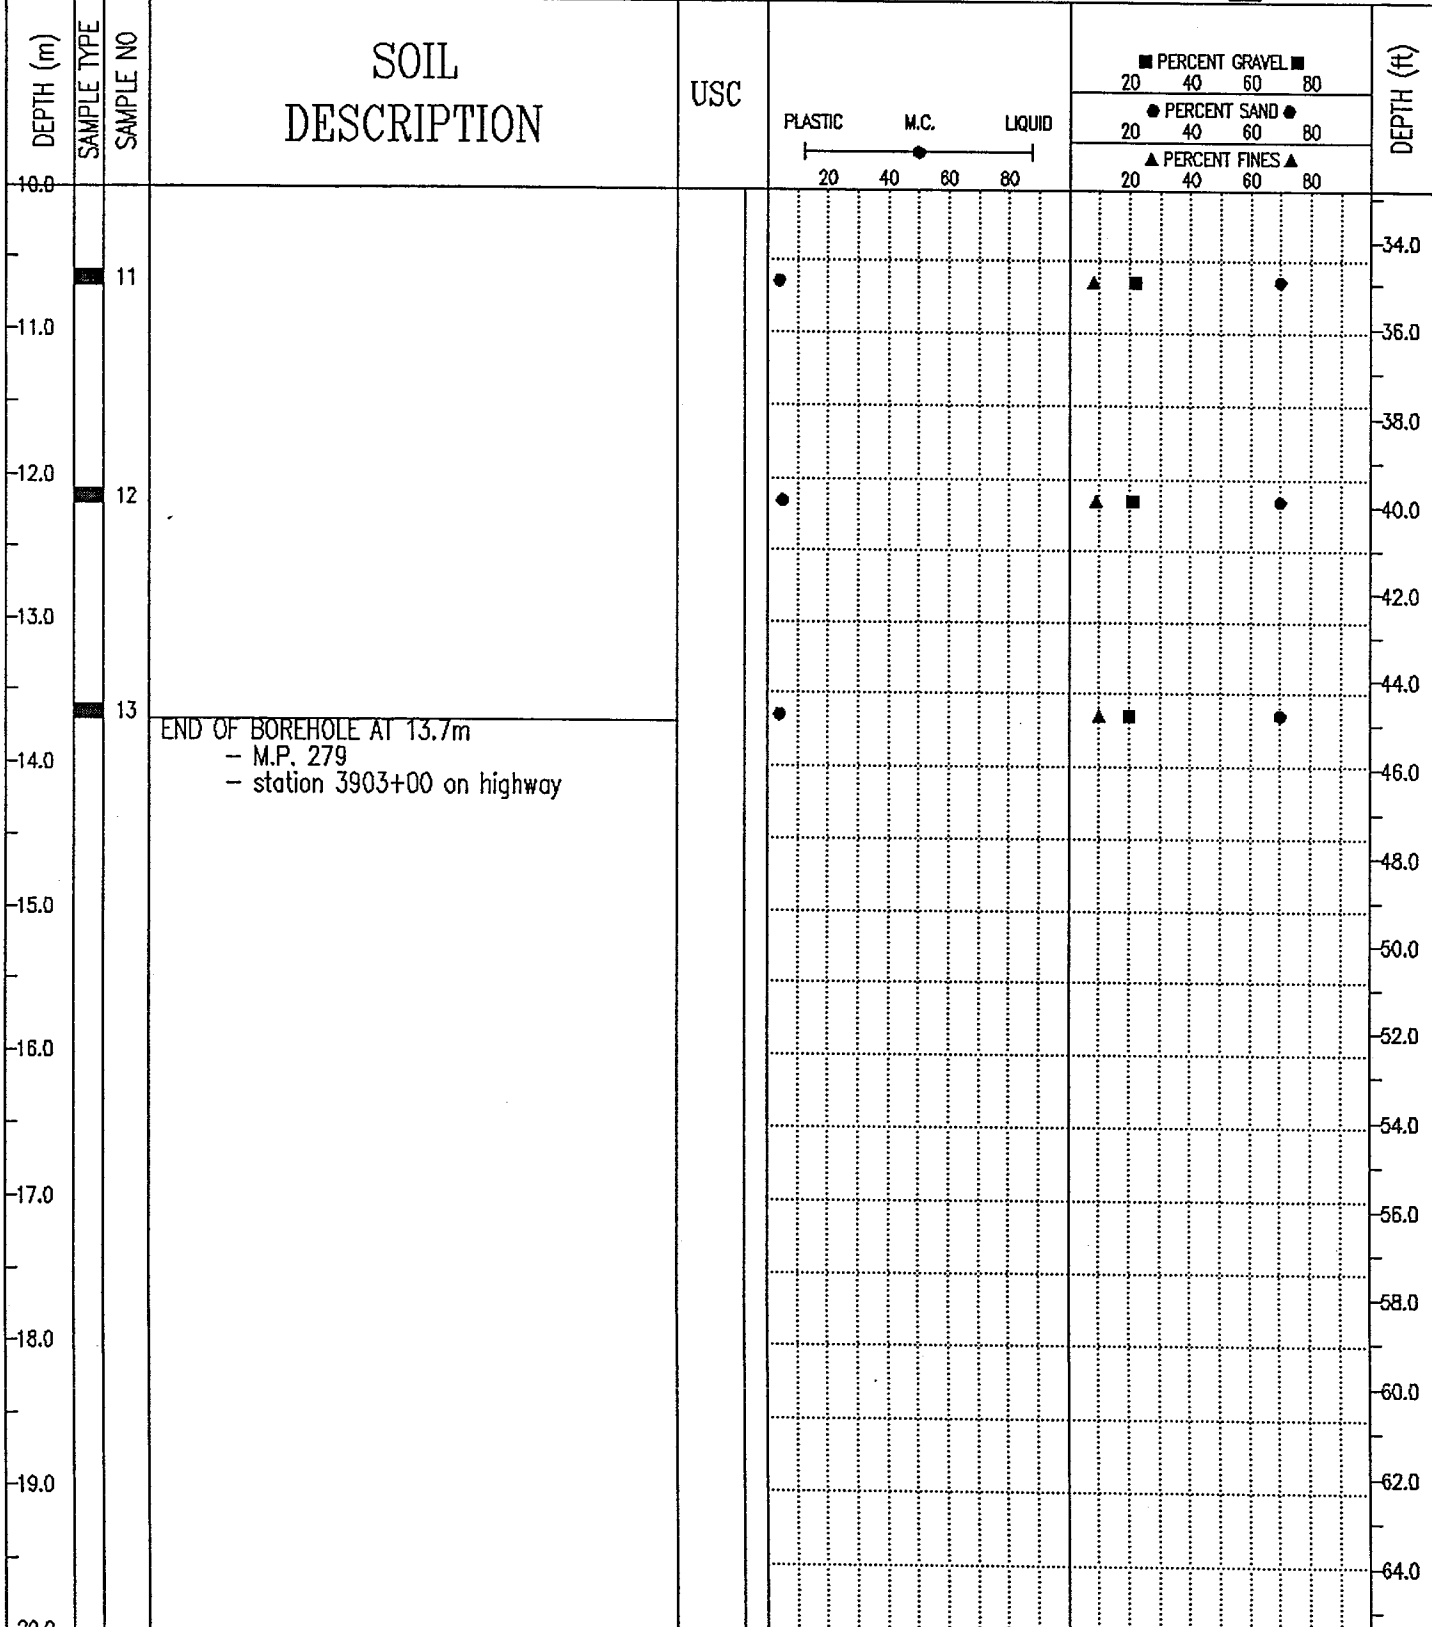 DEPTH (m)
SAMPLE TYPE
SAMPLE NO
SOIL
DESCRIPTION
USC
PLASTIC M.C. LIQUID
20 40 60 80
■ PERCENT GRAVEL ■
20 40 60 80
● PERCENT SAND ●
20 40 60 80
▲ PERCENT FINES ▲
20 40 60 80
DEPTH (ft)
10.0
34.0
11
11.0
36.0
38.0
12.0
12
40.0
42.0
13.0
44.0
13
END OF BOREHOLE AT 13.7m
– M.P. 279
– station 3903+00 on highway
14.0
46.0
48.0
15.0
50.0
16.0
52.0
54.0
17.0
56.0
58.0
18.0
60.0
19.0
62.0
64.0